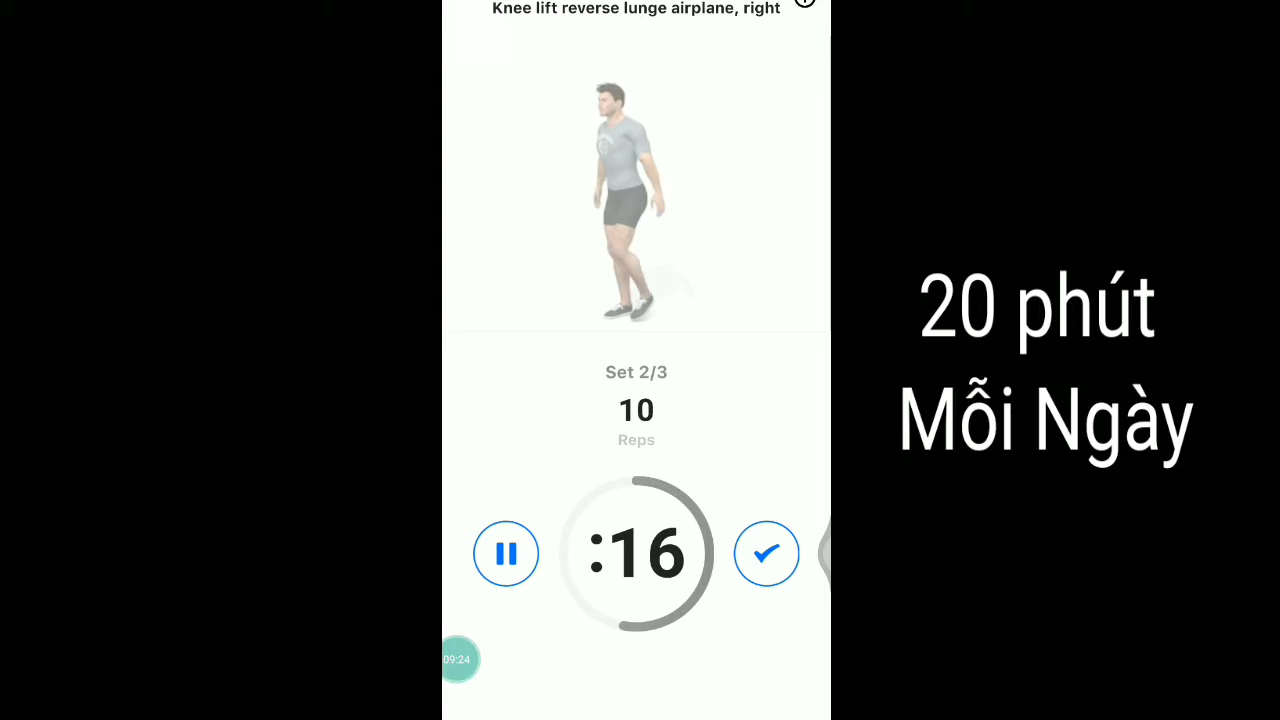 Knee lift reverse lunge airplane, right
Set 2/3
10
Reps
:16
09:24
20 phút
Mỗi Ngày